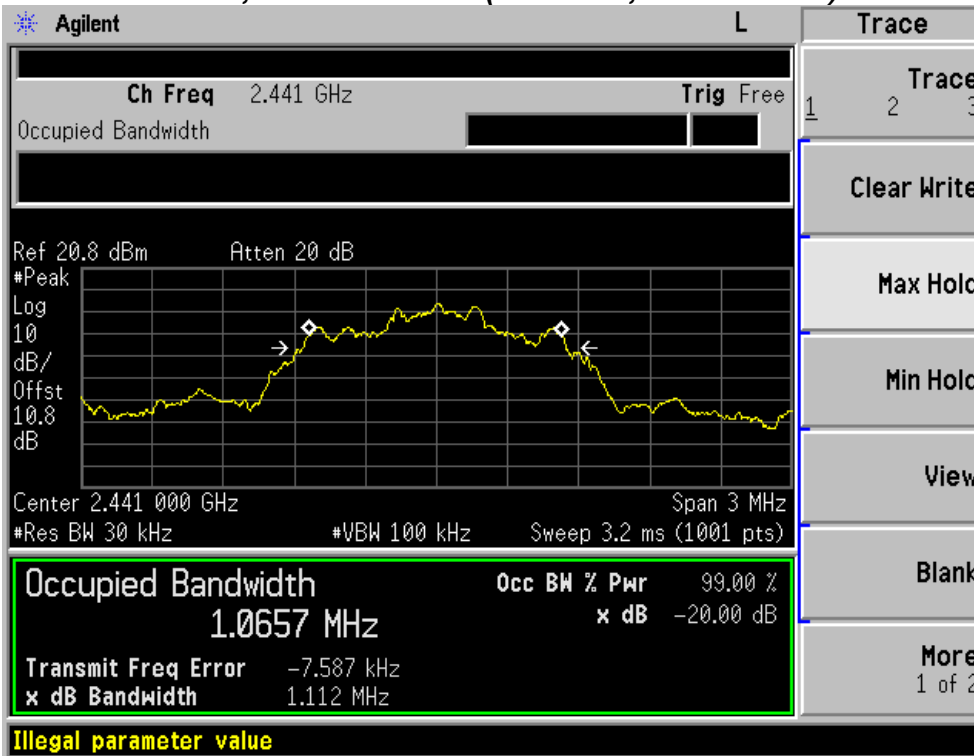 Agilent L Trace
Ch Freq 2.441 GHz Trig Free
Occupied Bandwidth
Ref 20.8 dBm Atten 20 dB
#Peak
Log
10
dB/
Offst
10.8
dB
Center 2.441 000 GHz Span 3 MHz
#Res BW 30 kHz #VBW 100 kHz Sweep 3.2 ms (1001 pts)
Occupied Bandwidth Occ BW % Pwr 99.00 %
1.0657 MHz x dB -20.00 dB
Transmit Freq Error -7.587 kHz
x dB Bandwidth 1.112 MHz
Illegal parameter value
Trace
1 2 3
Clear Write
Max Hold
Min Hold
View
Blank
More
1 of 2